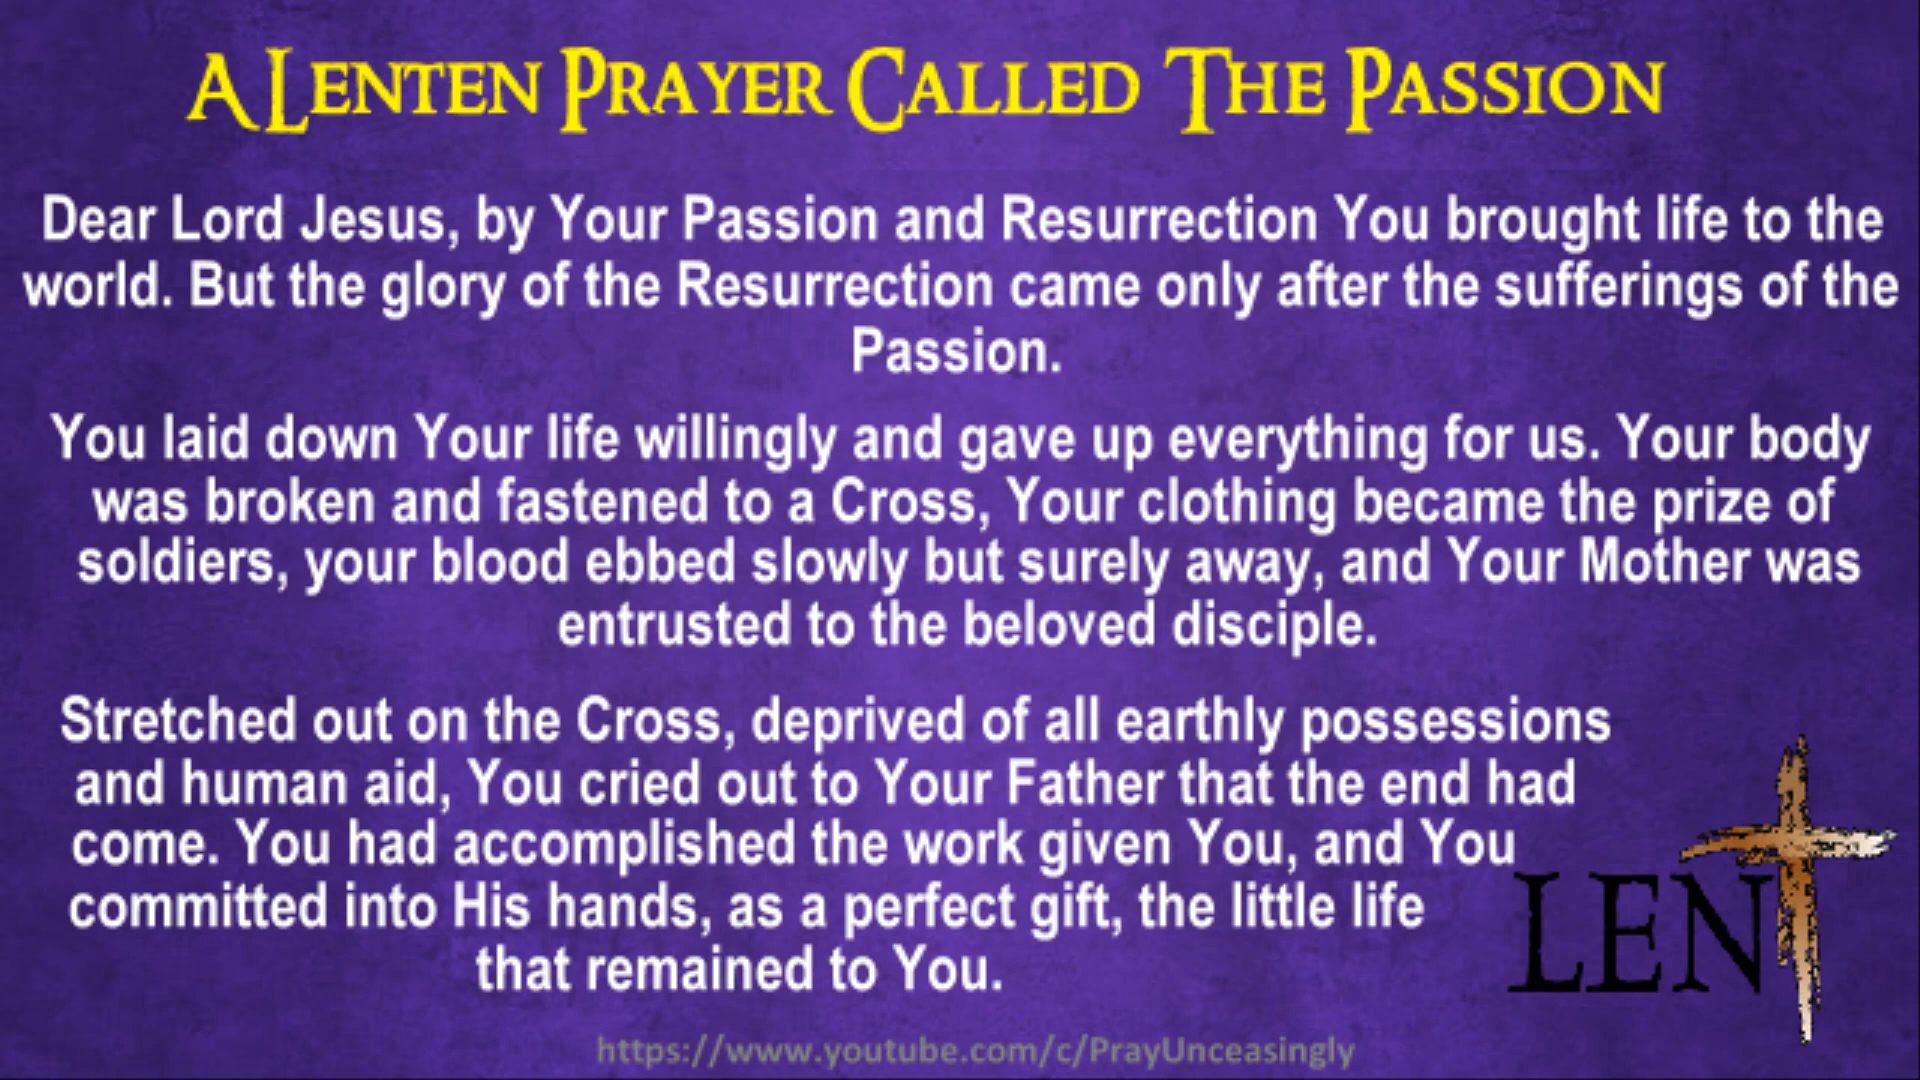 A Lenten Prayer Called The Passion
Dear Lord Jesus, by Your Passion and Resurrection You brought life to the
world. But the glory of the Resurrection came only after the sufferings of the
Passion.
You laid down Your life willingly and gave up everything for us. Your body
was broken and fastened to a Cross, Your clothing became the prize of
soldiers, your blood ebbed slowly but surely away, and Your Mother was
entrusted to the beloved disciple.
Stretched out on the Cross, deprived of all earthly possessions
and human aid, You cried out to Your Father that the end had
come. You had accomplished the work given You, and You
committed into His hands, as a perfect gift, the little life
that remained to You.
LENT
https://www.youtube.com/c/PrayUnceasingly